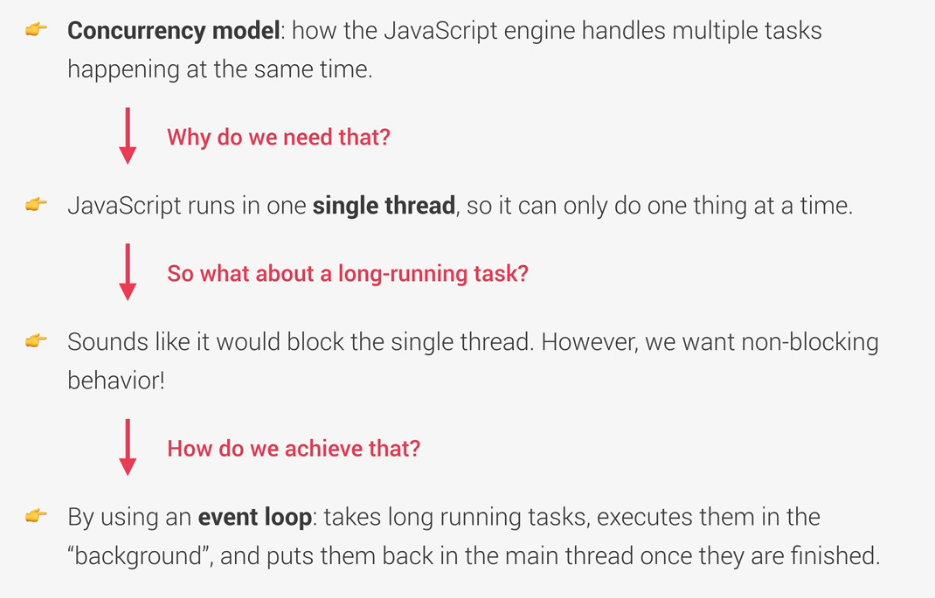 Concurrency model: how the JavaScript engine handles multiple tasks
happening at the same time.
Why do we need that?
JavaScript runs in one single thread, so it can only do one thing at a time.
So what about a long-running task?
Sounds like it would block the single thread. However, we want non-blocking
behavior!
How do we achieve that?
By using an event loop: takes long running tasks, executes them in the
“background”, and puts them back in the main thread once they are finished.